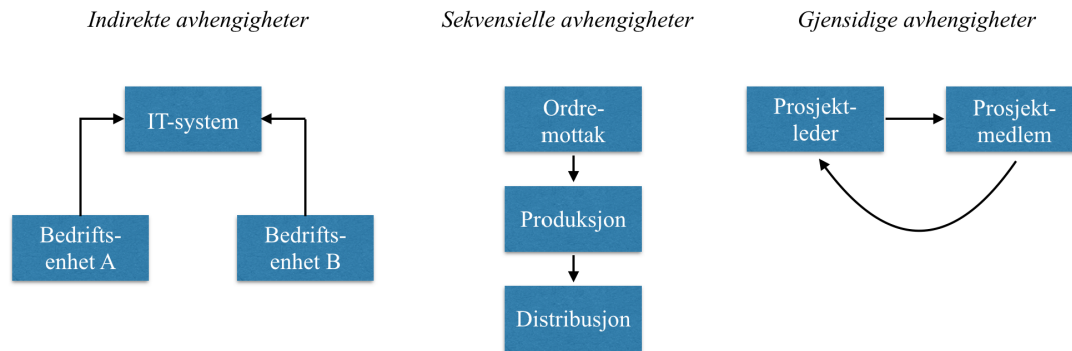 Indirekte avhengigheter
Sekvensielle avhengigheter
Gjensidige avhengigheter
IT-system
Bedrifts-
enhet A
Bedrifts-
enhet B
Ordre-
mottak
Produksjon
Distribusjon
Prosjekt-
leder
Prosjekt-
medlem